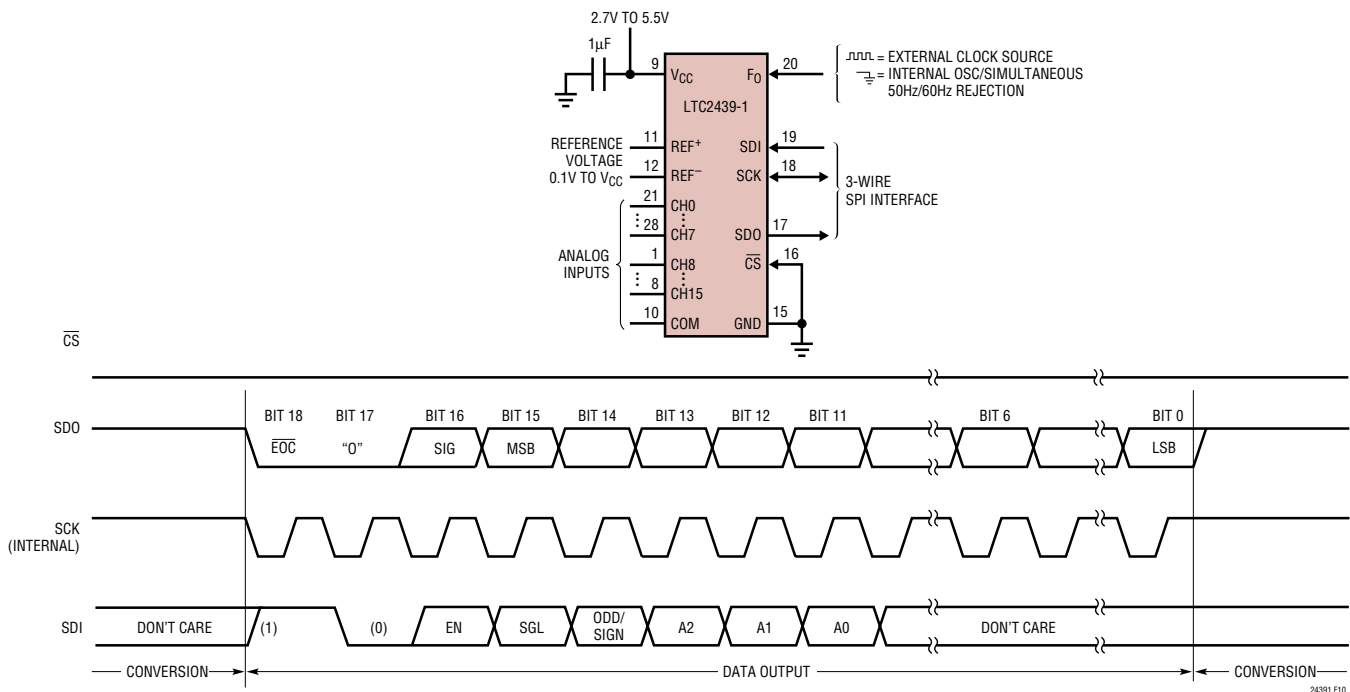 2.7V TO 5.5V
1µF
9
VCC
FO
20
= EXTERNAL CLOCK SOURCE
= INTERNAL OSC/SIMULTANEOUS
50Hz/60Hz REJECTION
LTC2439-1
REFERENCE
VOLTAGE
0.1V TO VCC
11
REF+
12
REF–
SDI
19
SCK
18
3-WIRE
SPI INTERFACE
SDO
17
CS
16
GND
15
ANALOG
INPUTS
21
CH0
28
CH7
1
CH8
8
CH15
10
COM
CS
SDO
BIT 18
BIT 17
BIT 16
BIT 15
BIT 14
BIT 13
BIT 12
BIT 11
BIT 6
BIT 0
EOC
“0”
SIG
MSB
LSB
SCK
(INTERNAL)
SDI
DON'T CARE
(1)
(0)
EN
SGL
ODD/
SIGN
A2
A1
A0
DON'T CARE
CONVERSION
DATA OUTPUT
CONVERSION
24391 F10